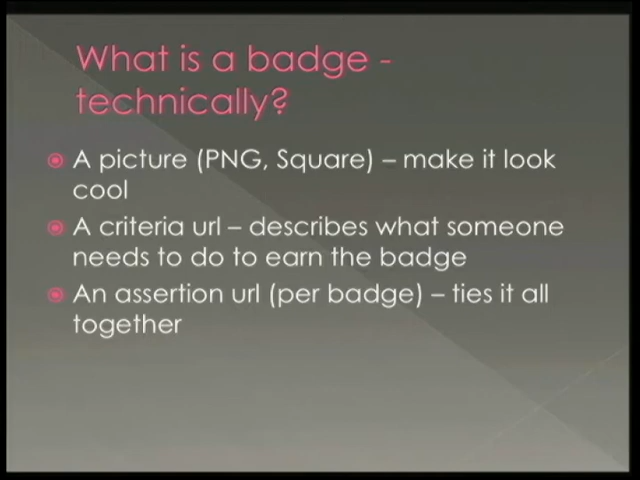 What is a badge -
technically?
A picture (PNG, Square) – make it look
cool
A criteria url – describes what someone
needs to do to earn the badge
An assertion url (per badge) – ties it all
together